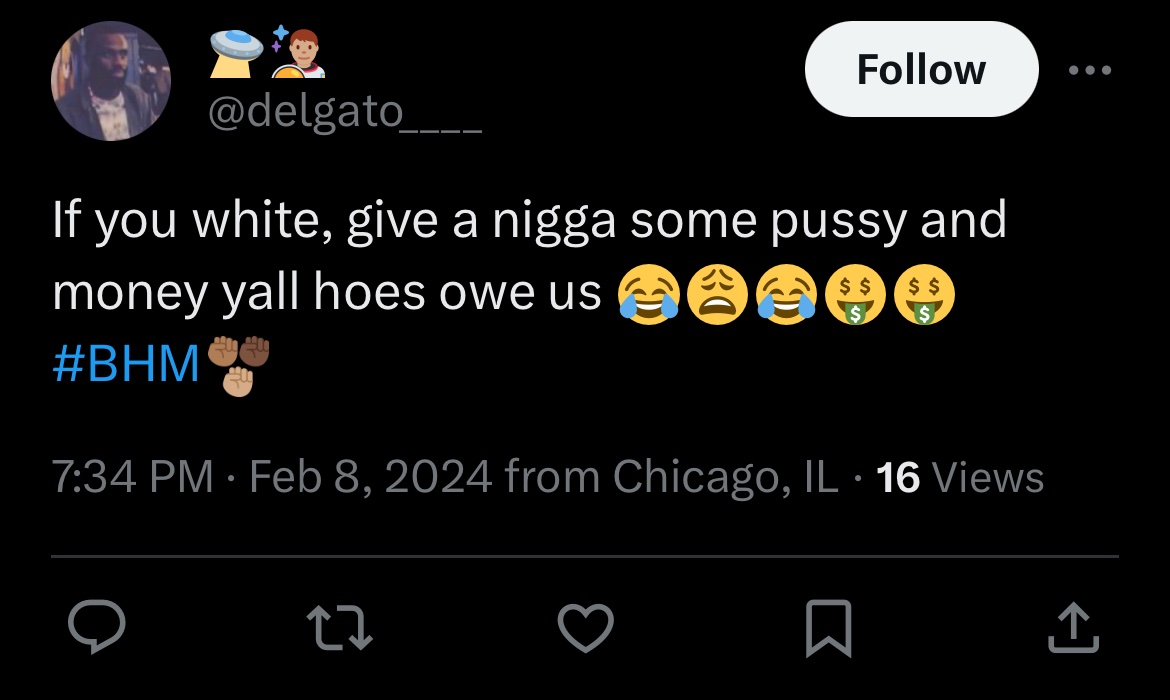 Follow
@delgato____
If you white, give a nigga some pussy and
money yall hoes owe us 😂😩😂🤑🤑
#BHM✊🏽✊🏾✊🏼
7:34 PM · Feb 8, 2024 from Chicago, IL · 16 Views